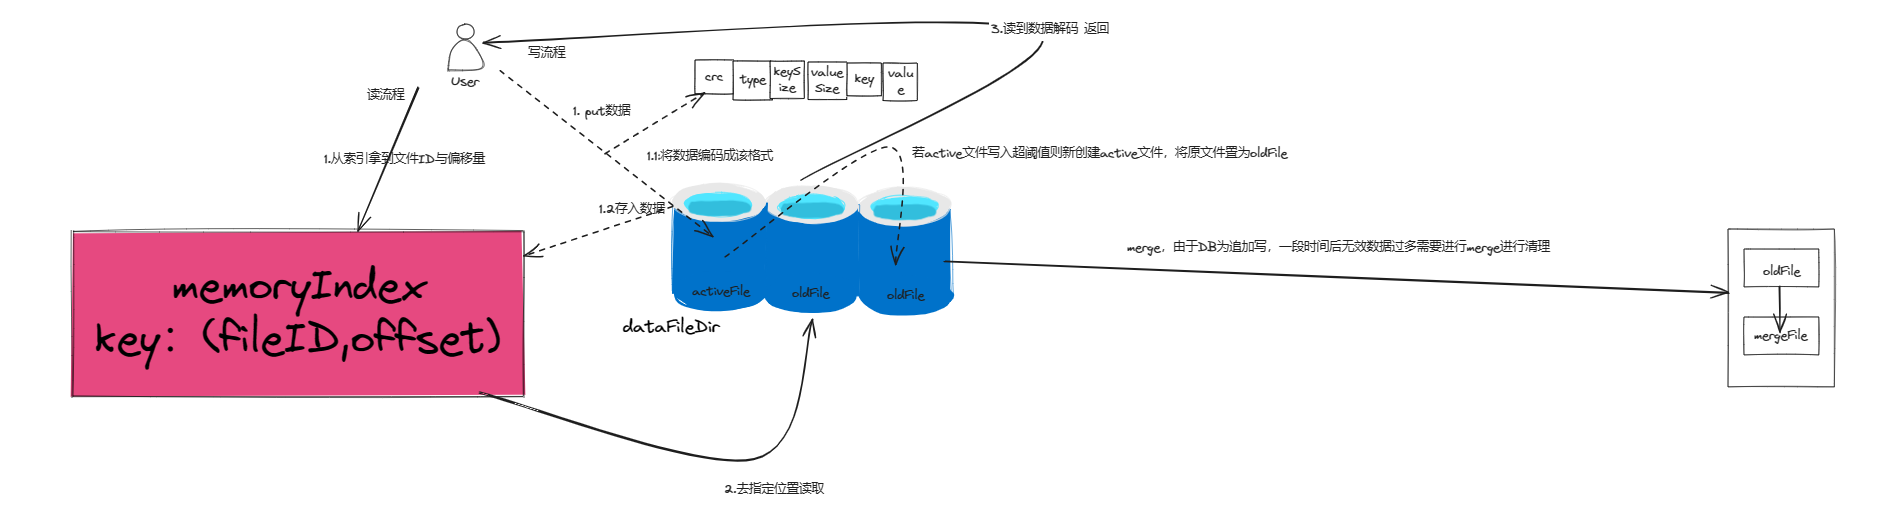 3.读到数据解码 返回
写流程
User
crc
type
keyS
ize
value
Size
key
valu
e
读流程
1. put数据
1.从索引拿到文件ID与偏移量
1.1:将数据编码成该格式
若active文件写入超阈值则新创建active文件，将原文件置为oldFile
1.2存入数据
memoryIndex
key:（fileID,offset）
activeFile
oldFile
oldFile
dataFileDir
merge，由于DB为追加写，一段时间后无效数据过多需要进行merge进行清理
oldFile
mergeFile
2.去指定位置读取